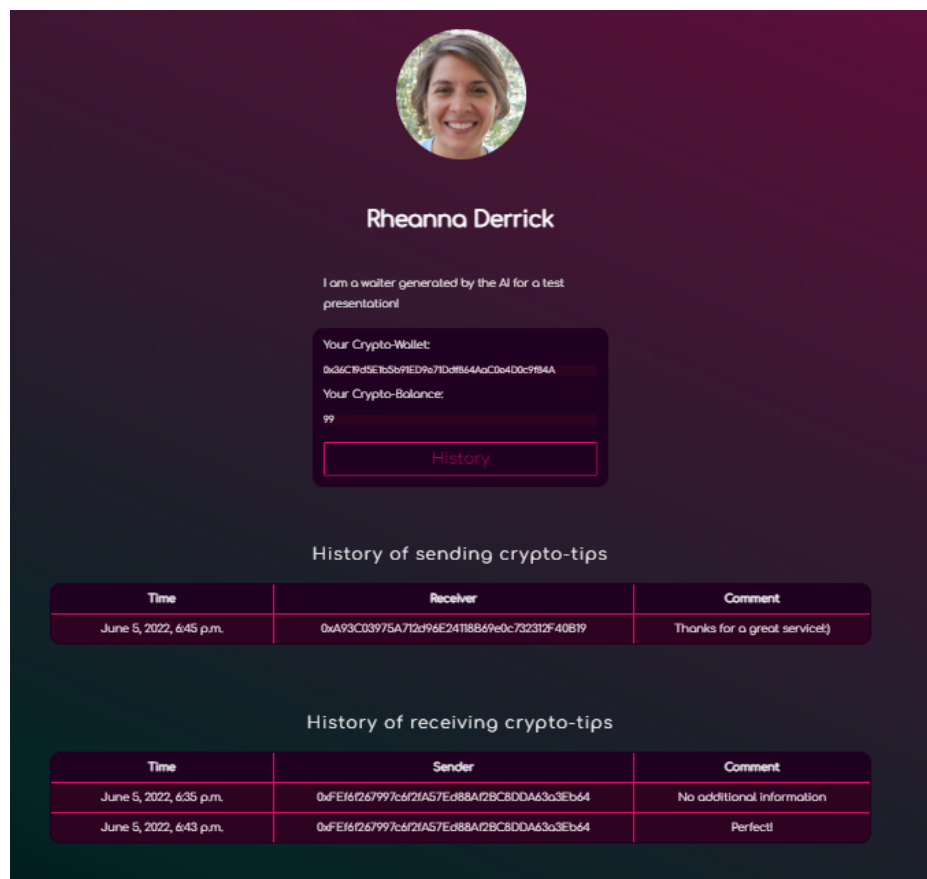 Rheanna Derrick
I am a waiter generated by the AI for a test
presentation!
Your Crypto-Wallet:
0x36C19d5E1b5b91ED9e71Ddf864AaC0e4D0c9f84A
Your Crypto-Balance:
99
History
History of sending crypto-tips
Time Receiver Comment
June 5, 2022, 6:45 p.m. 0xA93C03975A712d96E24118B69e0c732312F40B19 Thanks for a great service!:)
History of receiving crypto-tips
Time Sender Comment
June 5, 2022, 6:35 p.m. 0xFEf6f267997c6f2fA57Ed88Af2BC8DDA63a3Eb64 No additional information
June 5, 2022, 6:43 p.m. 0xFEf6f267997c6f2fA57Ed88Af2BC8DDA63a3Eb64 Perfect!